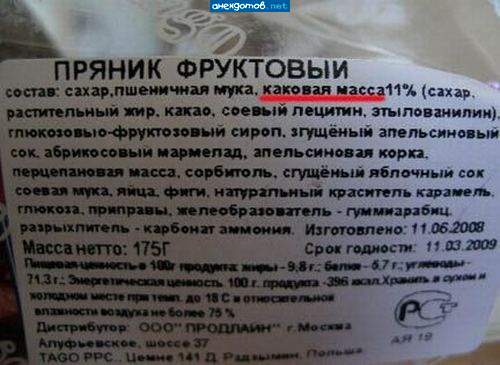 анекдотов.net
ПРЯНИК ФРУКТОВЫЙ
состав: сахар,пшеничная мука, каковая масса11% (сахар,
растительный жир, какао, соевый лецитин, этылованилин),
глюкозовыю-фруктозовый сироп, згущёный апельсиновый
сок, абрикосовый мармелад, апельсиновая корка,
перцепановая масса, сорбитоль, сгущёный яблочный сок
соевая мука, яйца, фиги, натуральный краситель карамель,
глюкоза, приправы, желеобразователь - гуммиарабиц,
разрыхлитель - карбонат аммония. Изготовлено: 11.06.2008
Масса нетто: 175Г Срок годности: 11.03.2009
Пищевая-ценность в 100г продукта: жиры - 9,8 г.; белки - 5,7 г.; углеводы -
71,3 г.; Энергетическая ценность 100 г. продукта -396 ккал.Хранить в сухом и
холодном месте при темп. до 18 С и относительной
влажности воздуха не более 75 %
Дистрибутор: ООО "ПРОДЛАЙН" г.Москва
Алуфьевское, шоссе 37
TAGO PPC., Цемне 141 Д, Радзымин, Польша
РСТ
АЯ 19